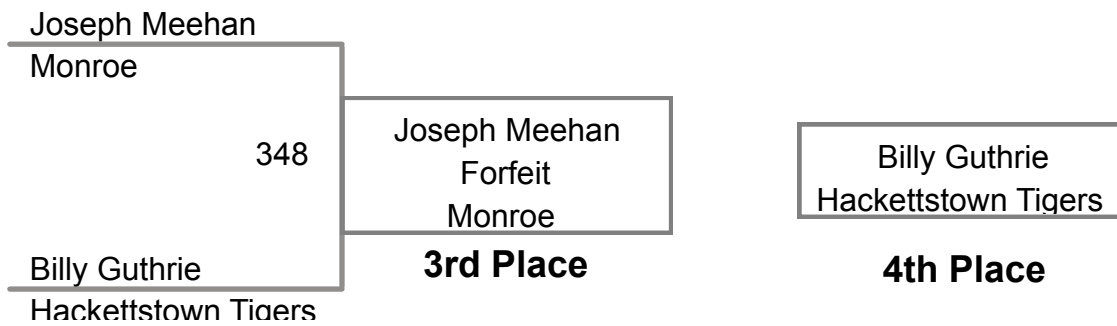 Joseph Meehan
Monroe
348
Billy Guthrie
Hackettstown Tigers
Joseph Meehan
Forfeit
Monroe
3rd Place
Billy Guthrie
Hackettstown Tigers
4th Place